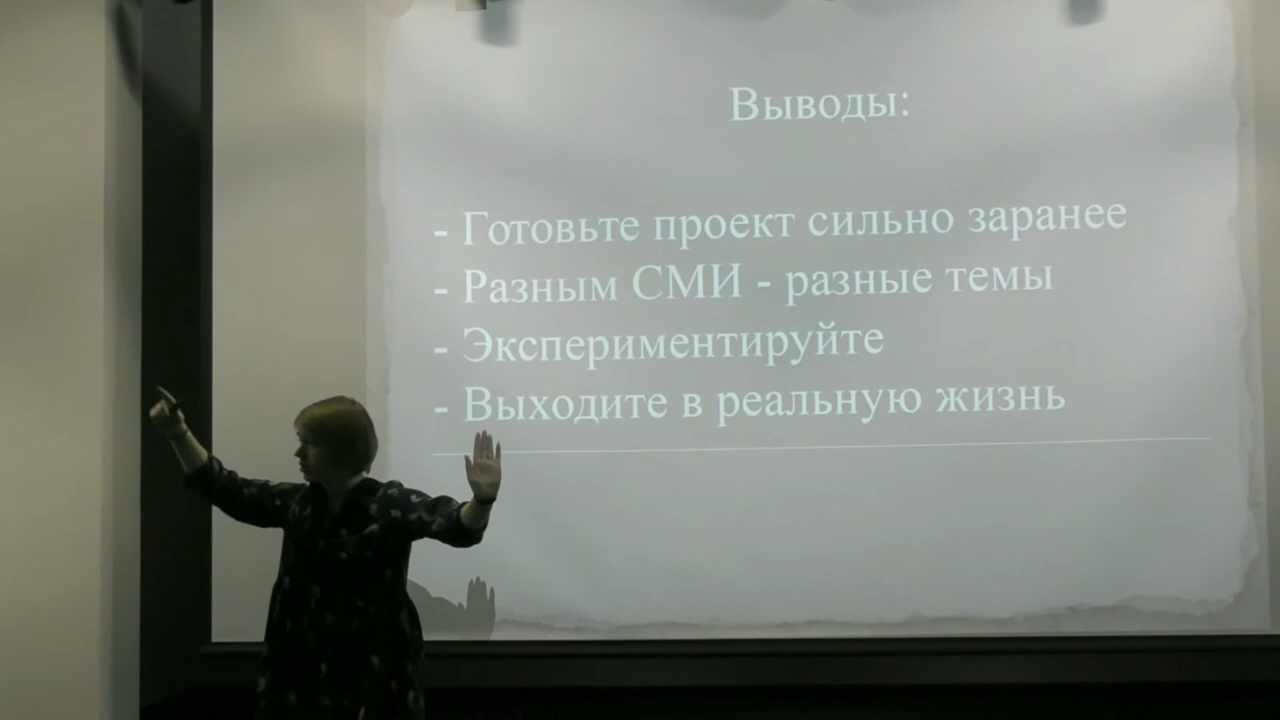 Выводы:
- Готовьте проект сильно заранее
- Разным СМИ - разные темы
- Экспериментируйте
- Выходите в реальную жизнь